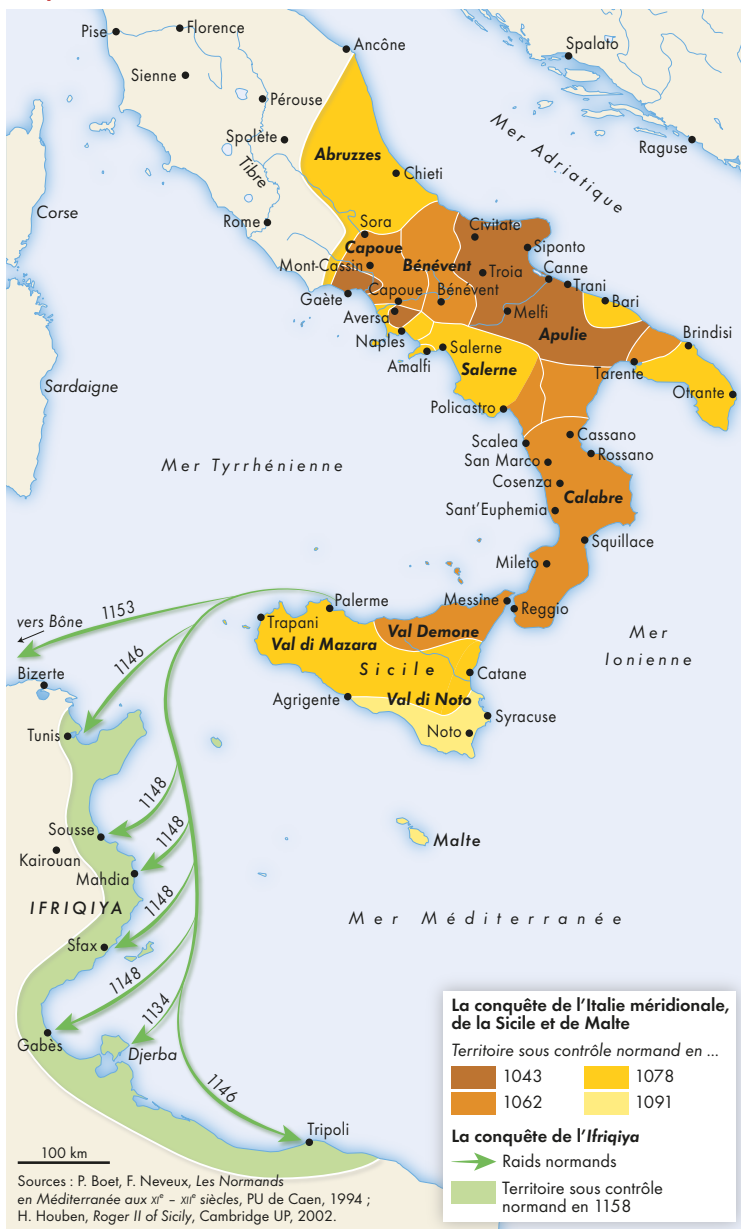 Pise
Florence
Ancône
Spalato
Sienne
Pérouse
Spolète
Mer Adriatique
Raguse
Abruzzes
Chieti
Tibre
Corse
Rome
Sora
Civitate
Capoue
Siponto
Mont-Cassin
Bénévent
Troia
Canne
Trani
Gaète
Capoue
Bénévent
Bari
Aversa
Melfi
Apulie
Brindisi
Naples
Salerne
Amalfi
Salerne
Tarente
Otrante
Sardaigne
Policastro
Cassano
Scalea
Rossano
San Marco
Mer Tyrrhénienne
Cosenza
Calabre
Sant'Euphemia
Squillace
Mileto
1153
Palerme
Messine
Reggio
vers Bône
Trapani
Val Demone
Mer
Ionienne
1146
Val di Mazara
Bizerte
Sicile
Catane
Agrigente
Val di Noto
Syracuse
Tunis
Noto
1148
Sousse
1148
Malte
Kairouan
Mahdia
IFRIQIYA
1148
Mer Méditerranée
Sfax
1148
1134
Gabès
Djerba
1146
Tripoli
La conquête de l'Italie méridionale,
de la Sicile et de Malte
Territoire sous contrôle normand en ...
1043 1078
1062 1091
La conquête de l'Ifriqiya
Raids normands
Territoire sous contrôle
normand en 1158
100 km
Sources : P. Boet, F. Neveux, Les Normands
en Méditerranée aux XIe – XIIe siècles, PU de Caen, 1994 ;
H. Houben, Roger II of Sicily, Cambridge UP, 2002.